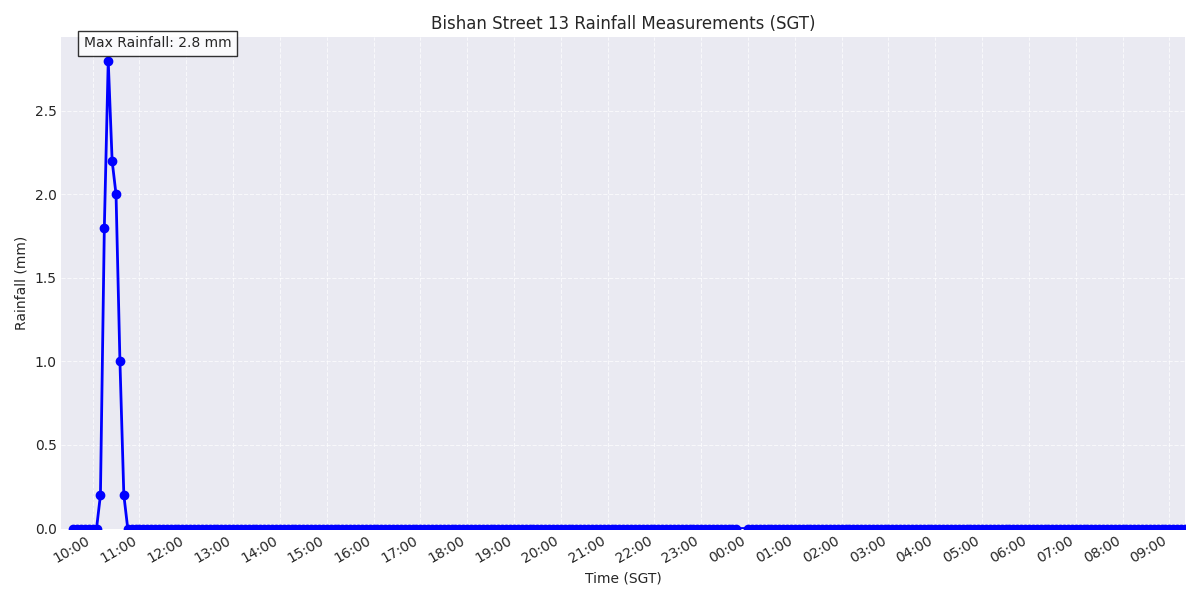 Bishan Street 13 Rainfall Measurements (SGT)
Max Rainfall: 2.8 mm
Rainfall (mm)
2.5
2.0
1.5
1.0
0.5
0.0
10:00 11:00 12:00 13:00 14:00 15:00 16:00 17:00 18:00 19:00 20:00 21:00 22:00 23:00 00:00 01:00 02:00 03:00 04:00 05:00 06:00 07:00 08:00 09:00
Time (SGT)